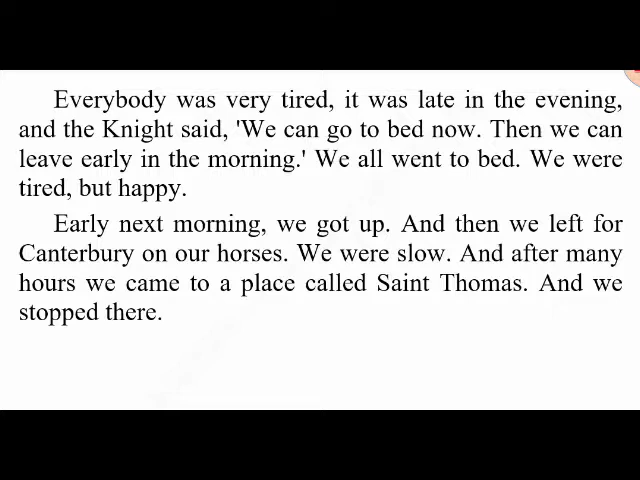 Everybody was very tired, it was late in the evening,
and the Knight said, 'We can go to bed now. Then we can
leave early in the morning.' We all went to bed. We were
tired, but happy.
Early next morning, we got up. And then we left for
Canterbury on our horses. We were slow. And after many
hours we came to a place called Saint Thomas. And we
stopped there.